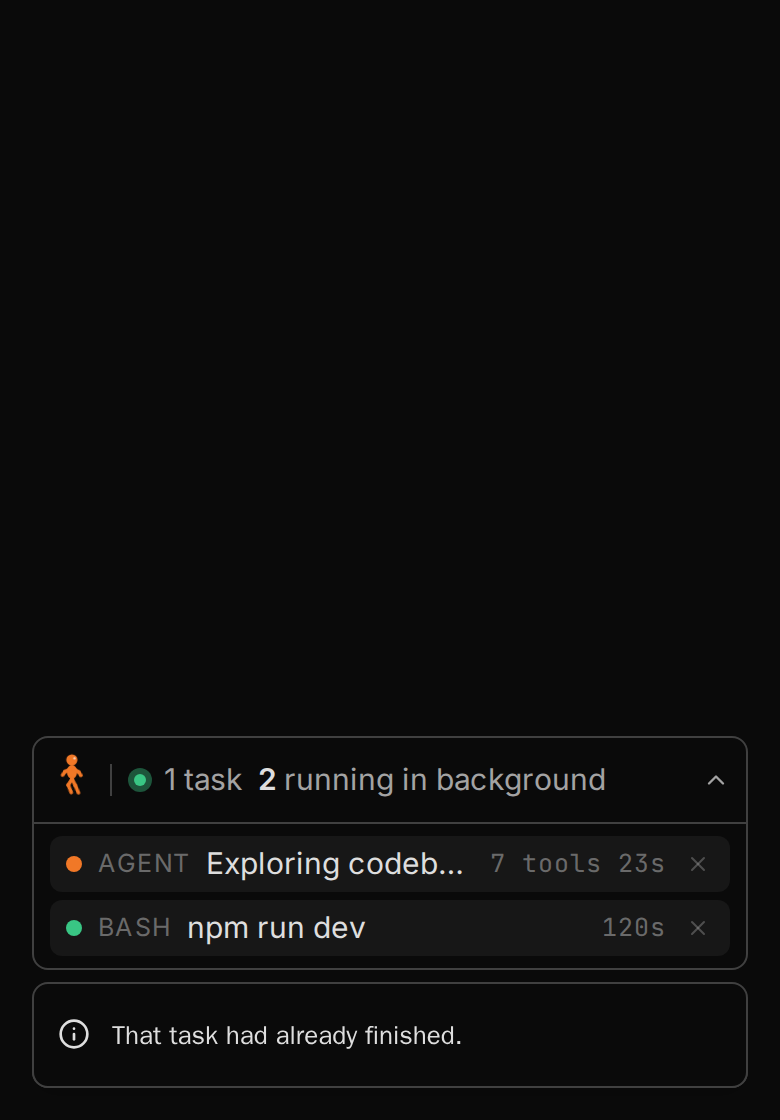 1 task 2 running in background
AGENT Exploring codeb... 7 tools 23s
BASH npm run dev 120s
That task had already finished.